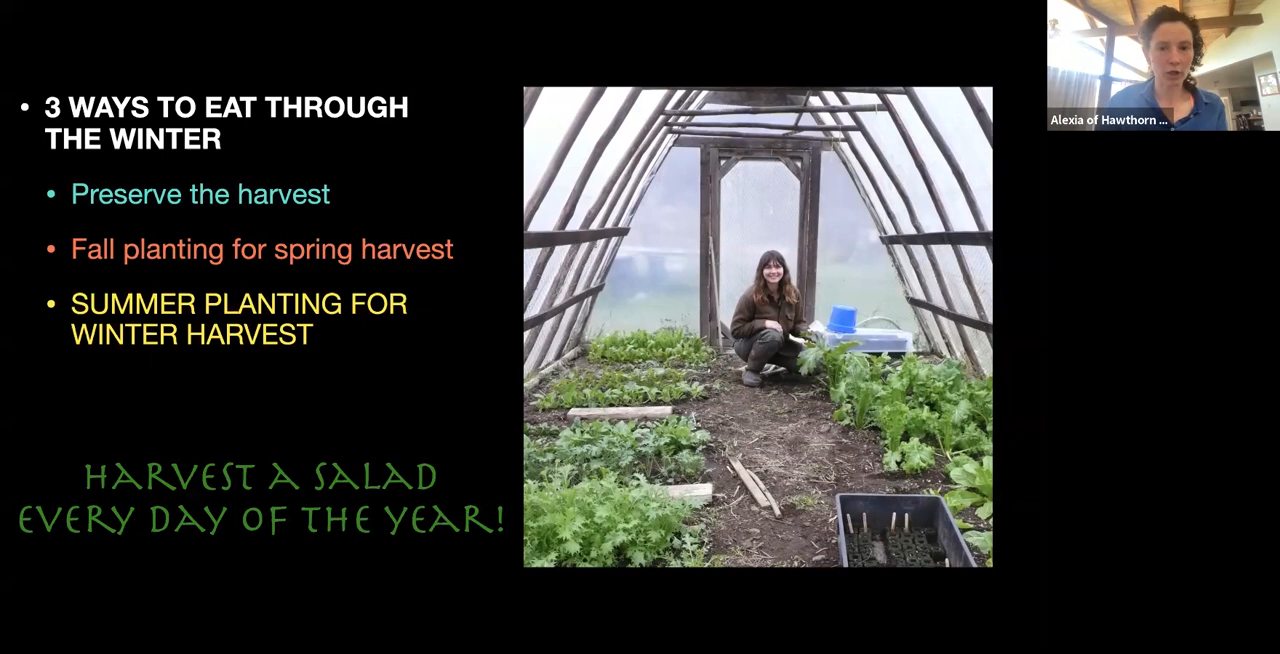 • 3 WAYS TO EAT THROUGH
THE WINTER
• Preserve the harvest
• Fall planting for spring harvest
• SUMMER PLANTING FOR
WINTER HARVEST
HARVEST A SALAD
EVERY DAY OF THE YEAR!
Alexia of Hawthorn ...